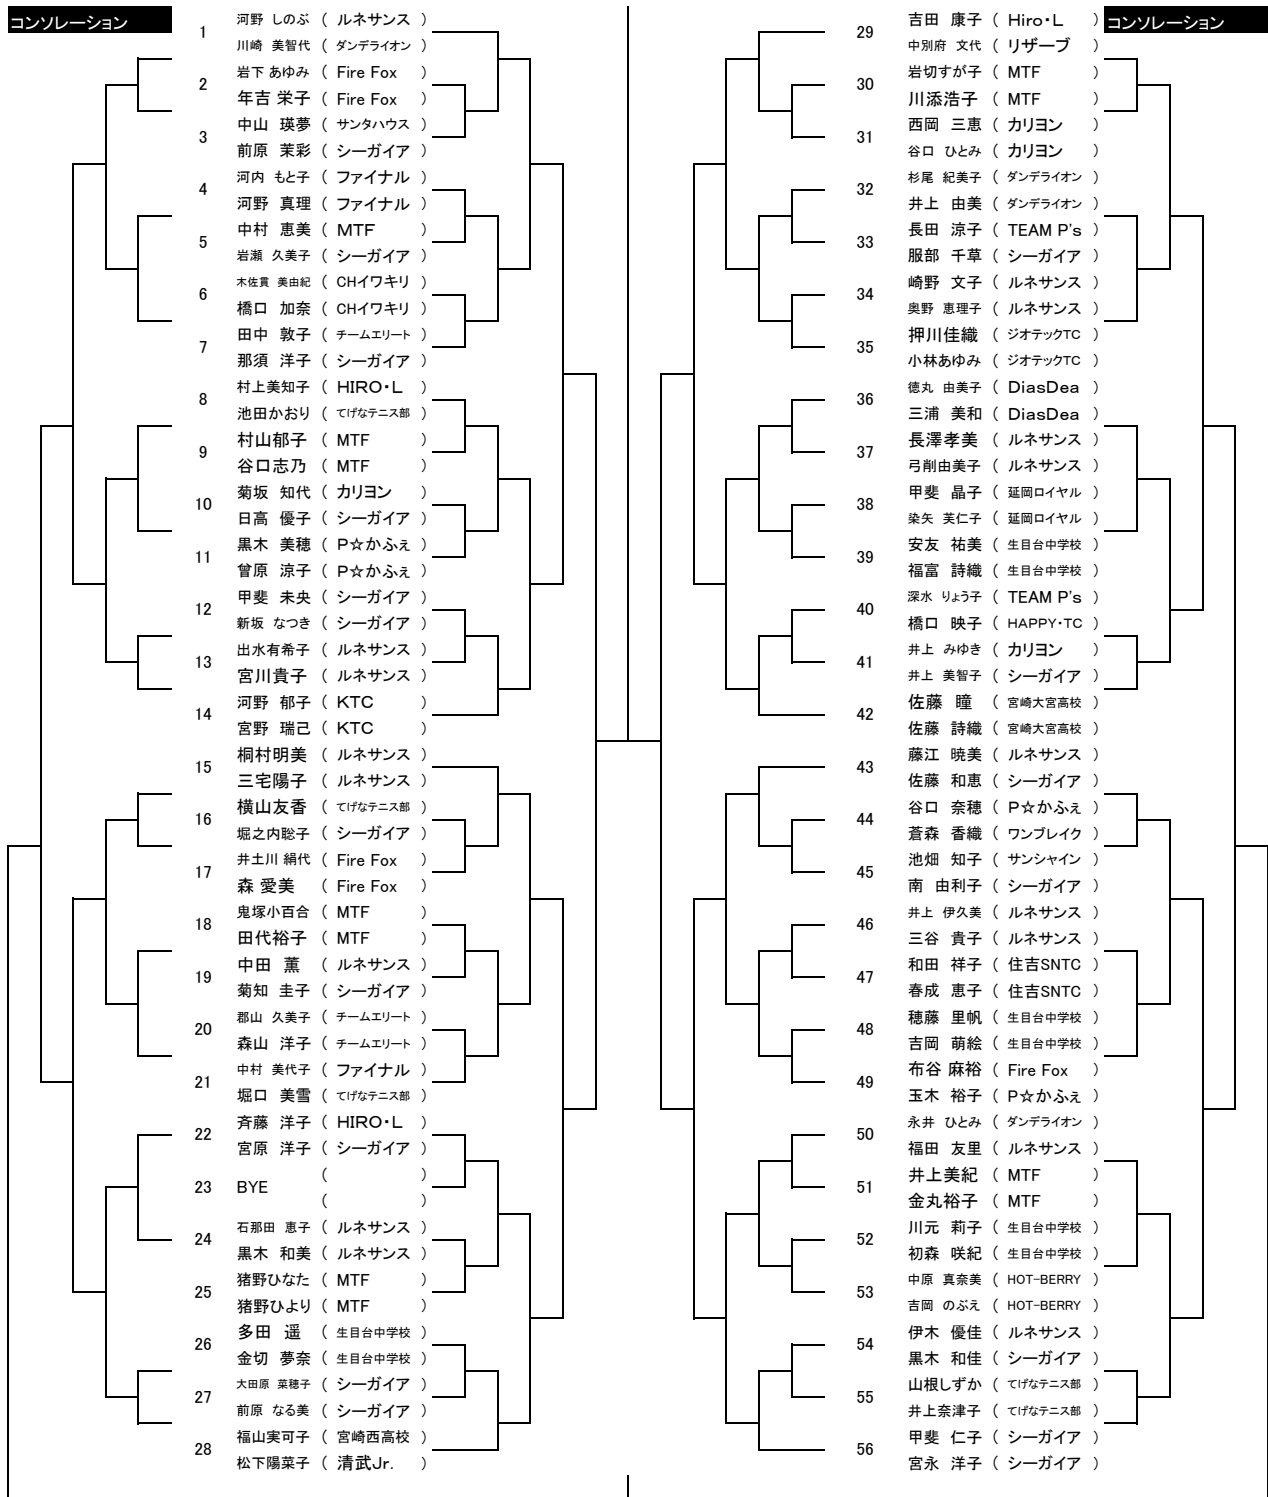 コンソレーション
1 河野 しのぶ ( ルネサンス )
川崎 美智代 ( ダンデライオン )
2 岩下 あゆみ ( Fire Fox )
年吉 栄子 ( Fire Fox )
3 中山 瑛夢 ( サンタハウス )
前原 茉彩 ( シーガイア )
4 河内 もと子 ( ファイナル )
河野 真理 ( ファイナル )
5 中村 恵美 ( MTF )
岩瀬 久美子 ( シーガイア )
6 木佐貫 美由紀 ( CHイワキリ )
橋口 加奈 ( CHイワキリ )
7 田中 敦子 ( チームエリート )
那須 洋子 ( シーガイア )
8 村上美知子 ( HIRO・L )
池田かおり ( てげなテニス部 )
9 村山郁子 ( MTF )
谷口志乃 ( MTF )
10 菊坂 知代 ( カリヨン )
日高 優子 ( シーガイア )
11 黒木 美穂 ( P☆かふぇ )
曾原 涼子 ( P☆かふぇ )
12 甲斐 未央 ( シーガイア )
新坂 なつき ( シーガイア )
13 出水有希子 ( ルネサンス )
宮川貴子 ( ルネサンス )
14 河野 郁子 ( KTC )
宮野 瑞己 ( KTC )
15 桐村明美 ( ルネサンス )
三宅陽子 ( ルネサンス )
16 横山友香 ( てげなテニス部 )
堀之内聡子 ( シーガイア )
17 井土川 絹代 ( Fire Fox )
森 愛美 ( Fire Fox )
18 鬼塚小百合 ( MTF )
田代裕子 ( MTF )
19 中田 薫 ( ルネサンス )
菊知 圭子 ( シーガイア )
20 郡山 久美子 ( チームエリート )
森山 洋子 ( チームエリート )
21 中村 美代子 ( ファイナル )
堀口 美雪 ( てげなテニス部 )
22 斉藤 洋子 ( HIRO・L )
宮原 洋子 ( シーガイア )
23 BYE ( )
( )
24 石那田 恵子 ( ルネサンス )
黒木 和美 ( ルネサンス )
25 猪野ひなた ( MTF )
猪野ひより ( MTF )
26 多田 遥 ( 生目台中学校 )
金切 夢奈 ( 生目台中学校 )
27 大田原 菜穂子 ( シーガイア )
前原 なる美 ( シーガイア )
28 福山実可子 ( 宮崎西高校 )
松下陽菜子 ( 清武Jr. )
コンソレーション
29 吉田 康子 ( Hiro・L )
中別府 文代 ( リザーブ )
30 岩切すが子 ( MTF )
川添浩子 ( MTF )
31 西岡 三恵 ( カリヨン )
谷口 ひとみ ( カリヨン )
32 杉尾 紀美子 ( ダンデライオン )
井上 由美 ( ダンデライオン )
33 長田 涼子 ( TEAM P's )
服部 千草 ( シーガイア )
34 崎野 文子 ( ルネサンス )
奥野 恵理子 ( ルネサンス )
35 押川佳織 ( ジオテックTC )
小林あゆみ ( ジオテックTC )
36 徳丸 由美子 ( DiasDea )
三浦 美和 ( DiasDea )
37 長澤孝美 ( ルネサンス )
弓削由美子 ( ルネサンス )
38 甲斐 晶子 ( 延岡ロイヤル )
染矢 芙仁子 ( 延岡ロイヤル )
39 安友 祐美 ( 生目台中学校 )
福富 詩織 ( 生目台中学校 )
40 深水 りょう子 ( TEAM P's )
橋口 映子 ( HAPPY・TC )
41 井上 みゆき ( カリヨン )
井上 美智子 ( シーガイア )
42 佐藤 瞳 ( 宮崎大宮高校 )
佐藤 詩織 ( 宮崎大宮高校 )
43 藤江 暁美 ( ルネサンス )
佐藤 和恵 ( シーガイア )
44 谷口 奈穂 ( P☆かふぇ )
蒼森 香織 ( ワンブレイク )
45 池畑 知子 ( サンシャイン )
南 由利子 ( シーガイア )
46 井上 伊久美 ( ルネサンス )
三谷 貴子 ( ルネサンス )
47 和田 祥子 ( 住吉SNTC )
春成 恵子 ( 住吉SNTC )
48 穂藤 里帆 ( 生目台中学校 )
吉岡 萌絵 ( 生目台中学校 )
49 布谷 麻裕 ( Fire Fox )
玉木 裕子 ( P☆かふぇ )
50 永井 ひとみ ( ダンデライオン )
福田 友里 ( ルネサンス )
51 井上美紀 ( MTF )
金丸裕子 ( MTF )
52 川元 莉子 ( 生目台中学校 )
初森 咲紀 ( 生目台中学校 )
53 中原 真奈美 ( HOT-BERRY )
吉岡 のぶえ ( HOT-BERRY )
54 伊木 優佳 ( ルネサンス )
黒木 和佳 ( シーガイア )
55 山根しずか ( てげなテニス部 )
井上奈津子 ( てげなテニス部 )
56 甲斐 仁子 ( シーガイア )
宮永 洋子 ( シーガイア )